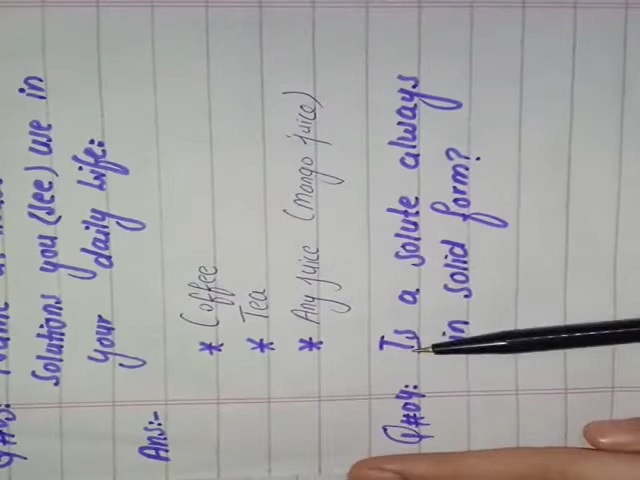 Q#03:
solutions you (see) we in
your daily life:
Ans:-
* Coffee
* Tea
* Any juice (Mango juice)
Q#04: Is a solute always
in solid form?